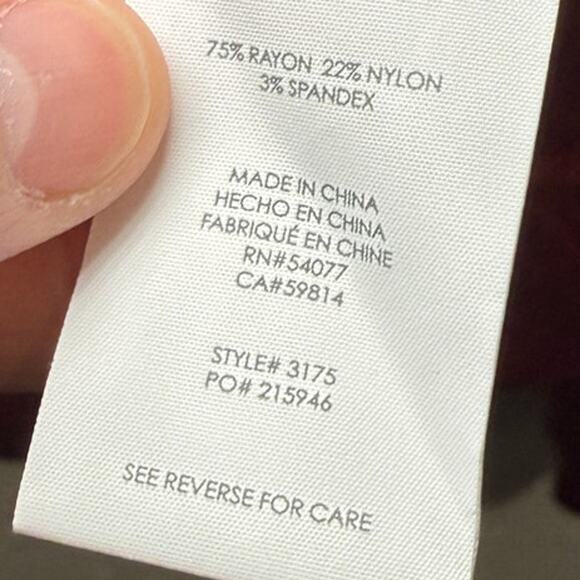 75% RAYON 22% NYLON
3% SPANDEX
MADE IN CHINA
HECHO EN CHINA
FABRIQUÉ EN CHINE
RN#54077
CA#59814
STYLE# 3175
PO# 215946
SEE REVERSE FOR CARE